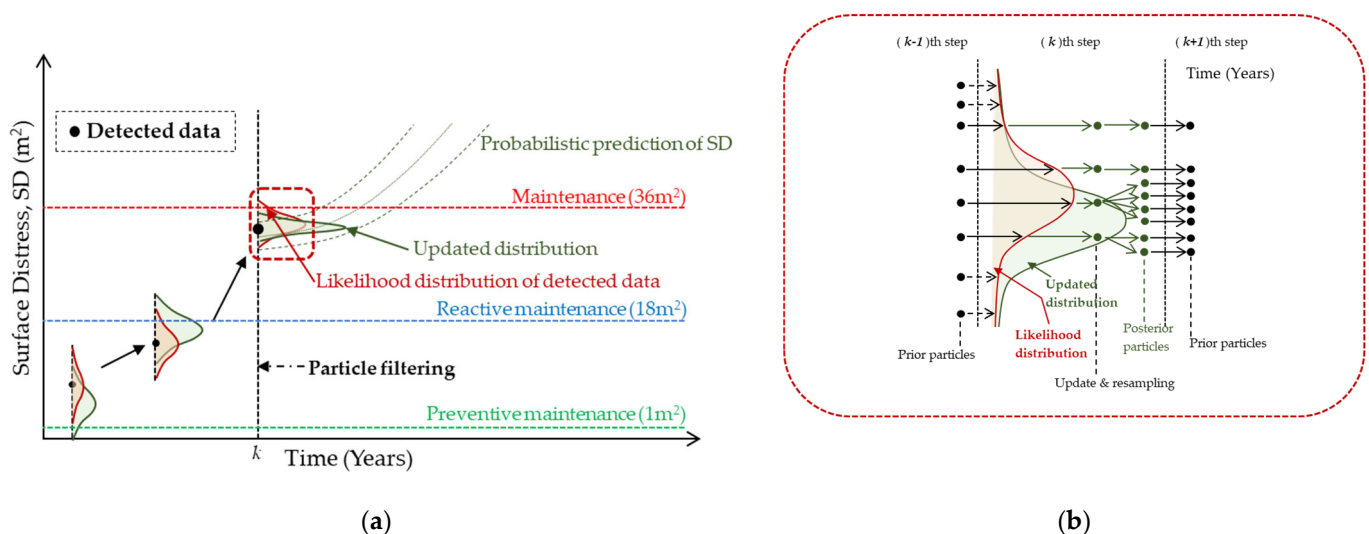 Surface Distress, SD (m²)
Detected data
Probabilistic prediction of SD
Maintenance (36m²)
Updated distribution
Likelihood distribution of detected data
Reactive maintenance (18m²)
Particle filtering
Preventive maintenance (1m²)
k
Time (Years)
(a)
(k-1)th step
(k)th step
(k+1)th step
Time (Years)
Updated
distribution
Likelihood
distribution
Posterior
particles
Prior particles
Prior particles
Update & resampling
(b)